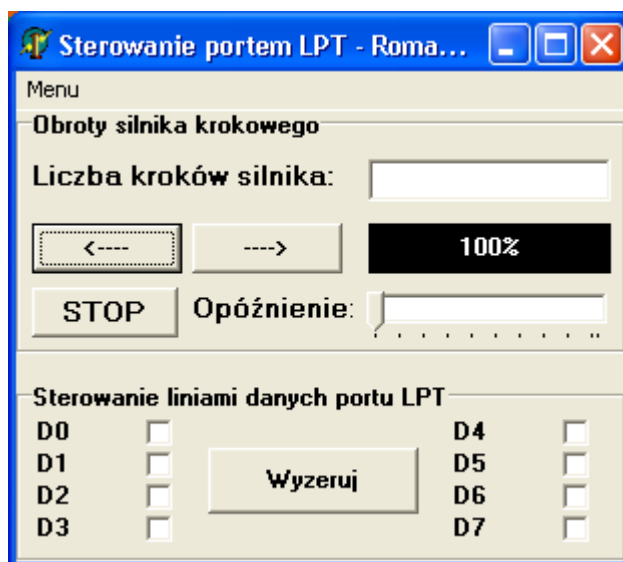 Sterowanie portem LPT - Roma...
Menu
Obroty silnika krokowego
Liczba kroków silnika:
<---- ----> 100%
STOP Opóźnienie:
Sterowanie liniami danych portu LPT
D0 D4
D1 D5
Wyzeruj
D2 D6
D3 D7